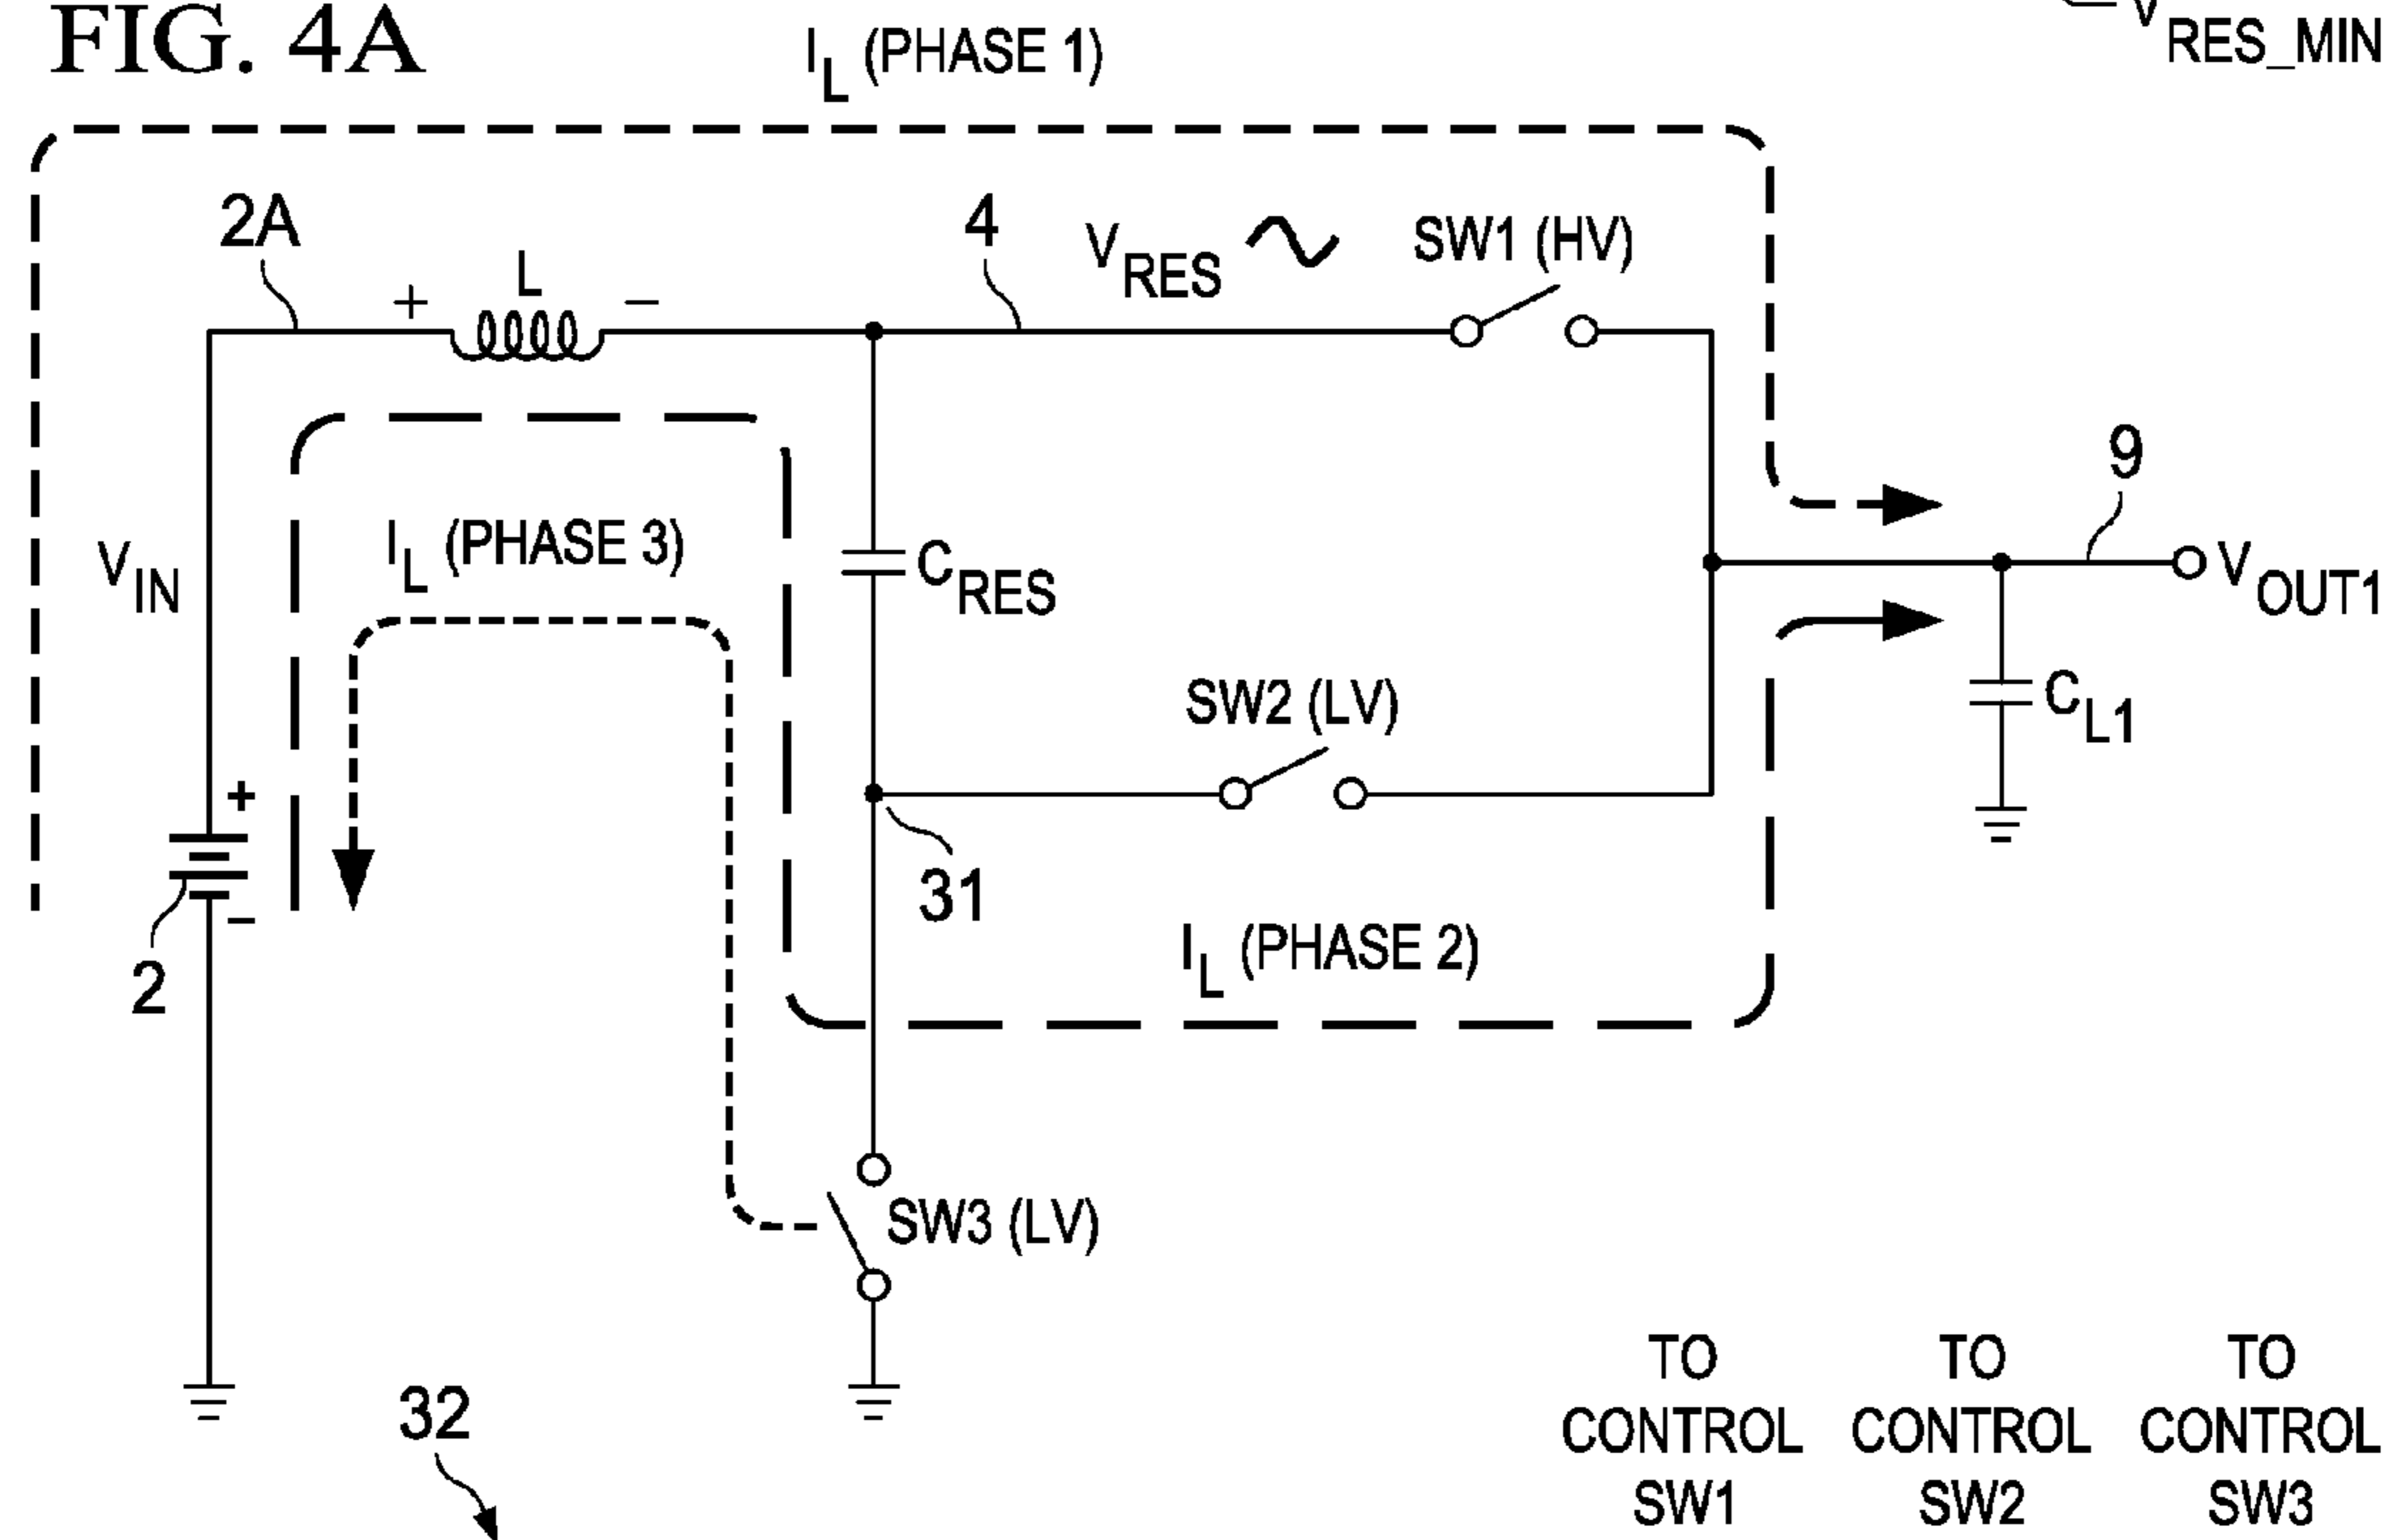 FIG. 4A
I_L (PHASE 1)
V_RES_MIN
2A
L
+
−
4
V_RES
SW1 (HV)
9
V_IN
I_L (PHASE 3)
C_RES
V_OUT1
SW2 (LV)
C_L1
+
−
2
31
I_L (PHASE 2)
SW3 (LV)
32
TO CONTROL SW1
TO CONTROL SW2
TO CONTROL SW3